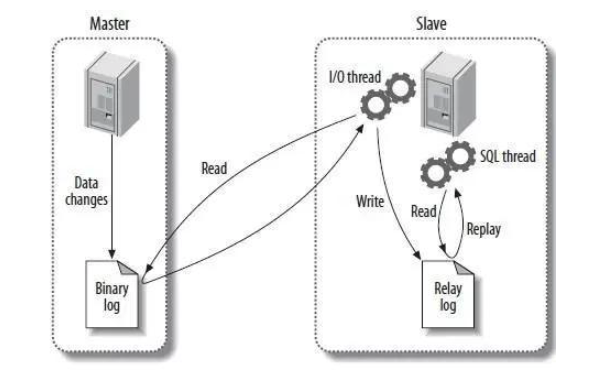 Master
Slave
I/O thread
SQL thread
Read
Data
changes
Write
Read
Replay
Binary
log
Relay
log